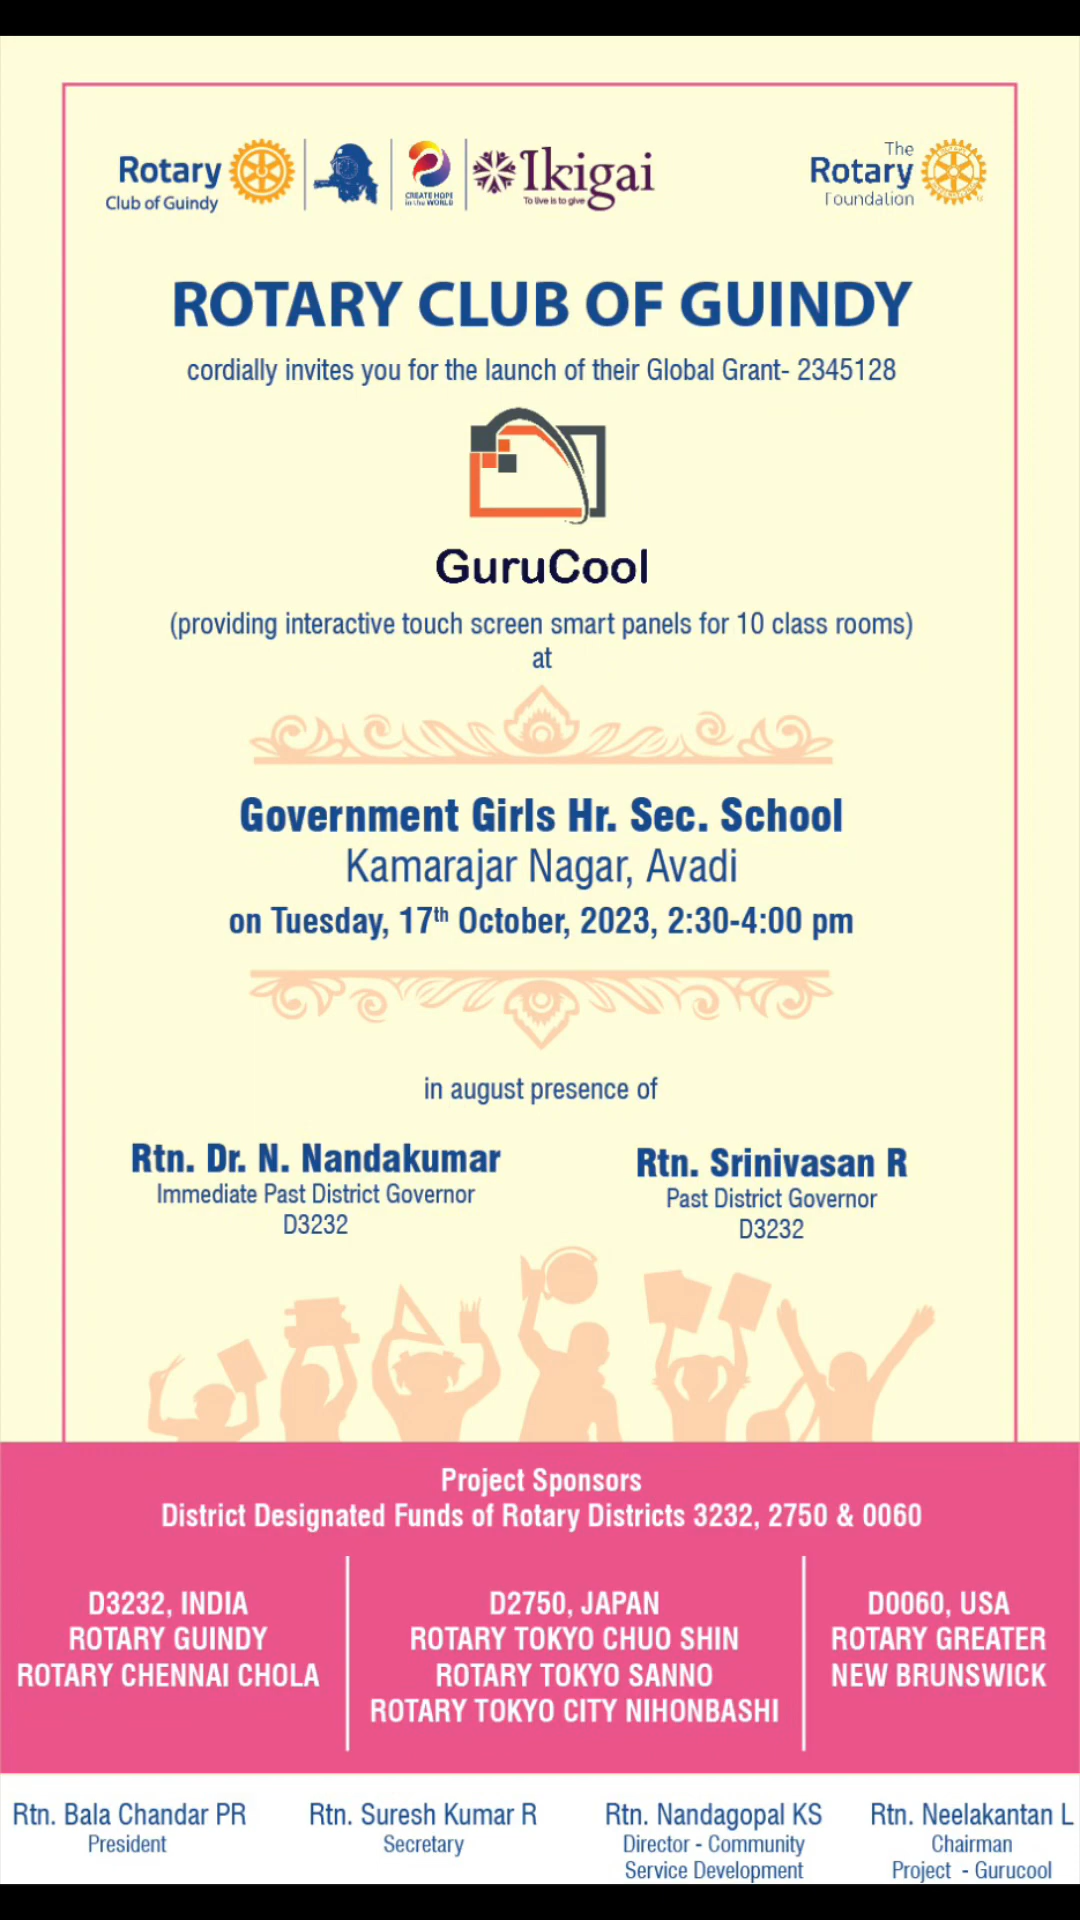 Rotary
Club of Guindy
CREATE HOPE
in the WORLD
Ikigai
To live is to give
The
Rotary
Foundation
ROTARY CLUB OF GUINDY
cordially invites you for the launch of their Global Grant- 2345128
GuruCool
(providing interactive touch screen smart panels for 10 class rooms)
at
Government Girls Hr. Sec. School
Kamarajar Nagar, Avadi
on Tuesday, 17th October, 2023, 2:30-4:00 pm
in august presence of
Rtn. Dr. N. Nandakumar
Immediate Past District Governor
D3232
Rtn. Srinivasan R
Past District Governor
D3232
Project Sponsors
District Designated Funds of Rotary Districts 3232, 2750 & 0060
D3232, INDIA
ROTARY GUINDY
ROTARY CHENNAI CHOLA
D2750, JAPAN
ROTARY TOKYO CHUO SHIN
ROTARY TOKYO SANNO
ROTARY TOKYO CITY NIHONBASHI
D0060, USA
ROTARY GREATER
NEW BRUNSWICK
Rtn. Bala Chandar PR
President
Rtn. Suresh Kumar R
Secretary
Rtn. Nandagopal KS
Director - Community
Service Development
Rtn. Neelakantan L
Chairman
Project - Gurucool